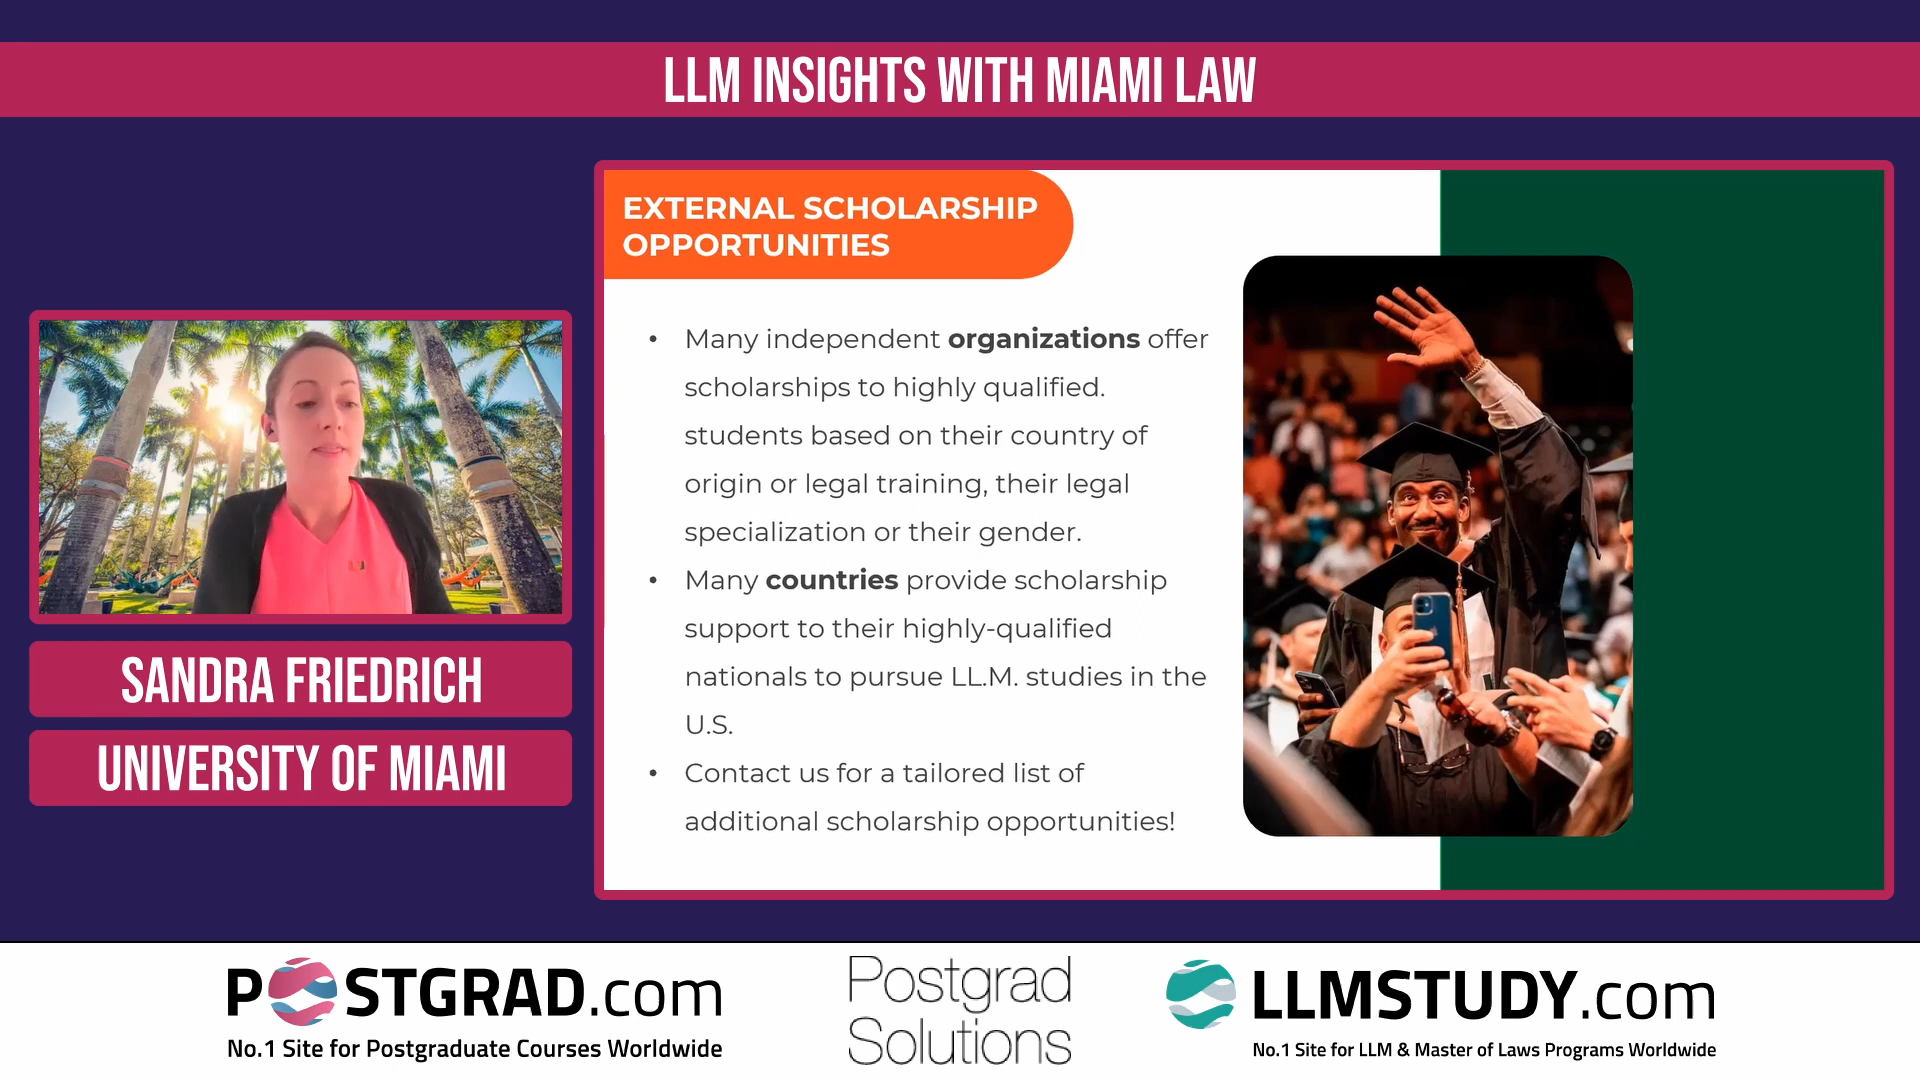 LLM INSIGHTS WITH MIAMI LAW
EXTERNAL SCHOLARSHIP
OPPORTUNITIES
• Many independent organizations offer
scholarships to highly qualified.
students based on their country of
origin or legal training, their legal
specialization or their gender.
• Many countries provide scholarship
support to their highly-qualified
nationals to pursue LL.M. studies in the
U.S.
• Contact us for a tailored list of
additional scholarship opportunities!
SANDRA FRIEDRICH
UNIVERSITY OF MIAMI
POSTGRAD.com
No.1 Site for Postgraduate Courses Worldwide
Postgrad
Solutions
LLMSTUDY.com
No.1 Site for LLM & Master of Laws Programs Worldwide